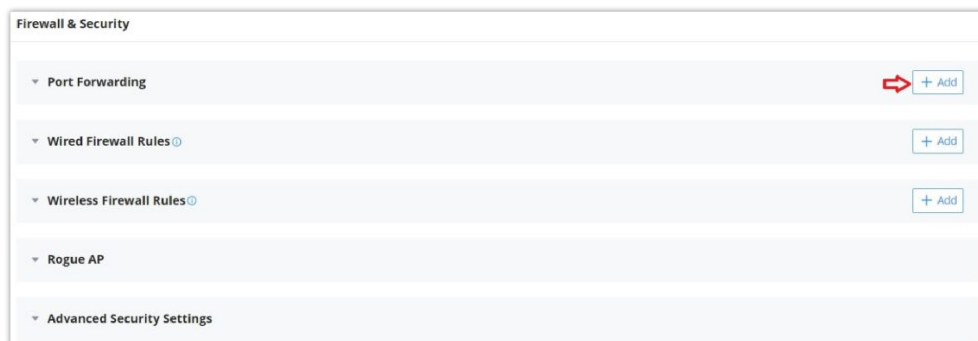 Firewall & Security
Port Forwarding + Add
Wired Firewall Rules + Add
Wireless Firewall Rules + Add
Rogue AP
Advanced Security Settings